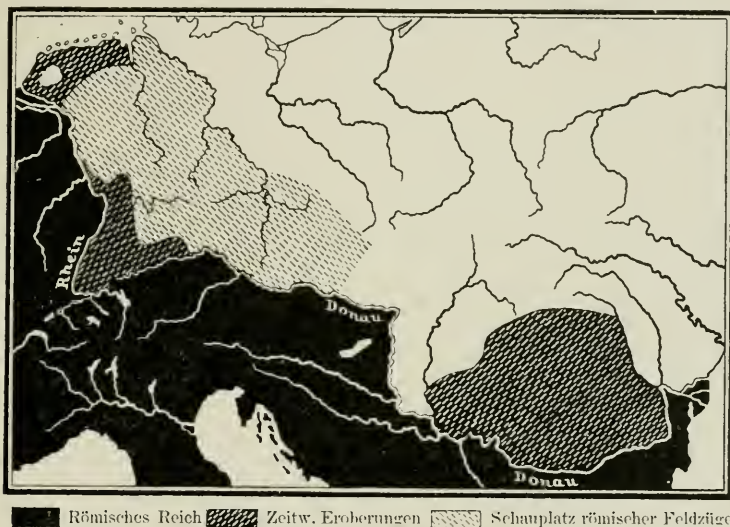 Rhein
Donau
Donau
Römisches Reich Zeitw. Eroberungen Schauplatz römischer Feldzüge